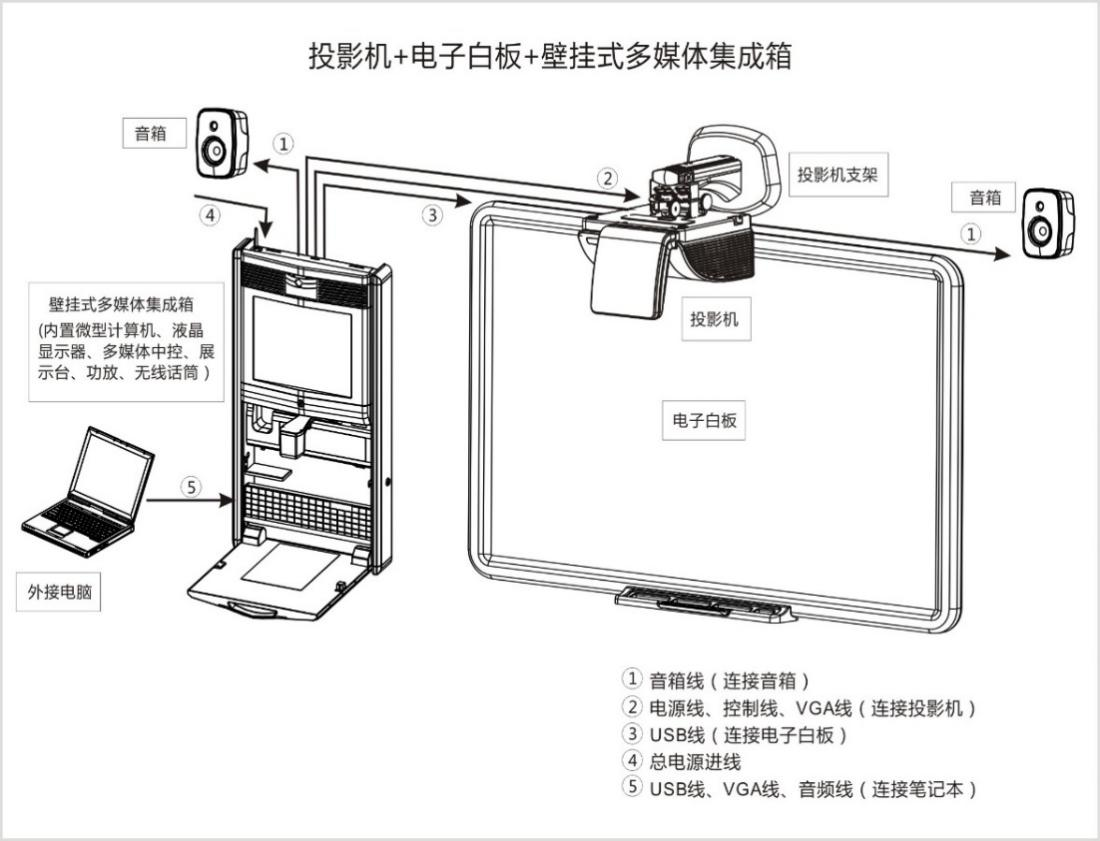 投影机+电子白板+壁挂式多媒体集成箱
音箱
①
②
投影机支架
音箱
④
③
①
壁挂式多媒体集成箱
(内置微型计算机、液晶
显示器、多媒体中控、展
示台、功放、无线话筒）
投影机
电子白板
⑤
外接电脑
① 音箱线（连接音箱）
② 电源线、控制线、VGA线（连接投影机）
③ USB线（连接电子白板）
④ 总电源进线
⑤ USB线、VGA线、音频线（连接笔记本）